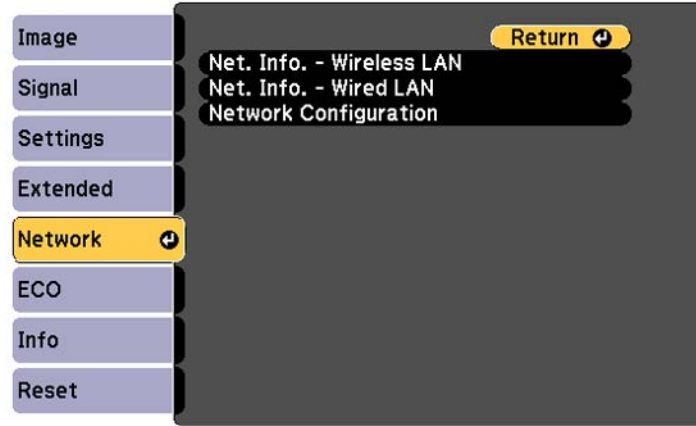 Image
Signal
Settings
Extended
Network
ECO
Info
Reset
Return
Net. Info. - Wireless LAN
Net. Info. - Wired LAN
Network Configuration